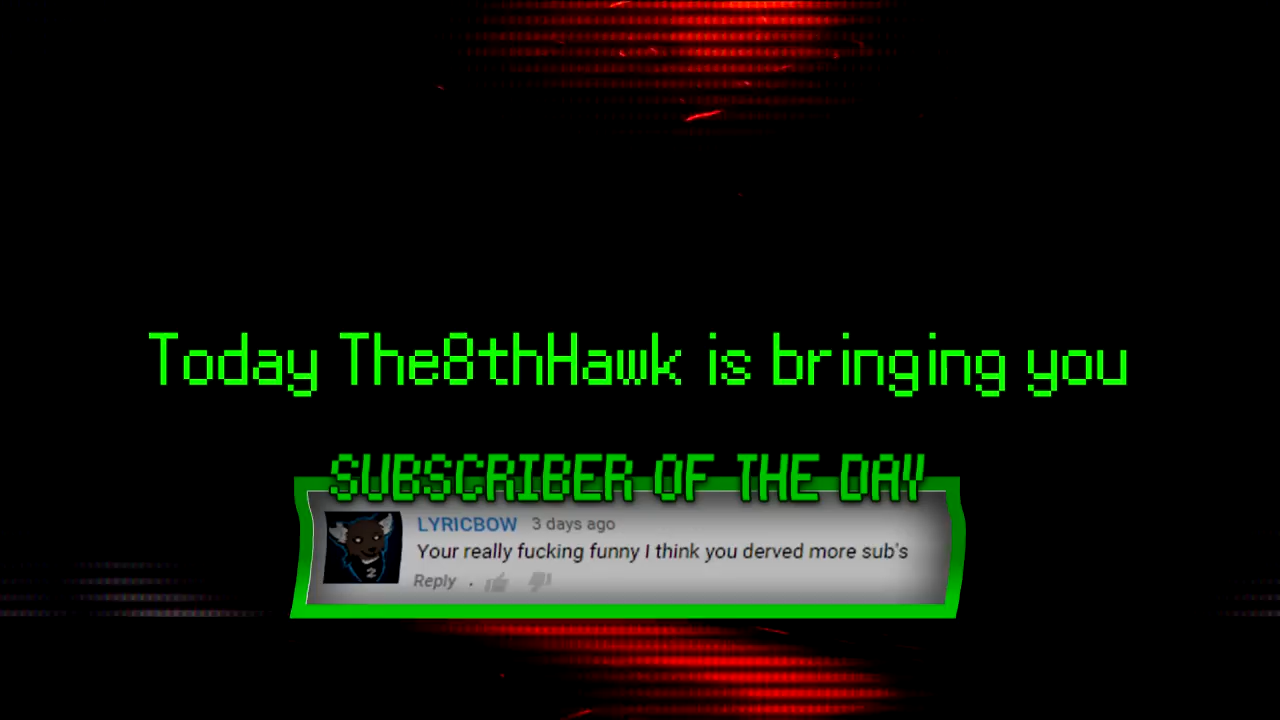 Today The8thHawk is bringing you
SUBSCRIBER OF THE DAY
LYRICBOW 3 days ago
Your really fucking funny I think you derved more sub's
Reply .
2